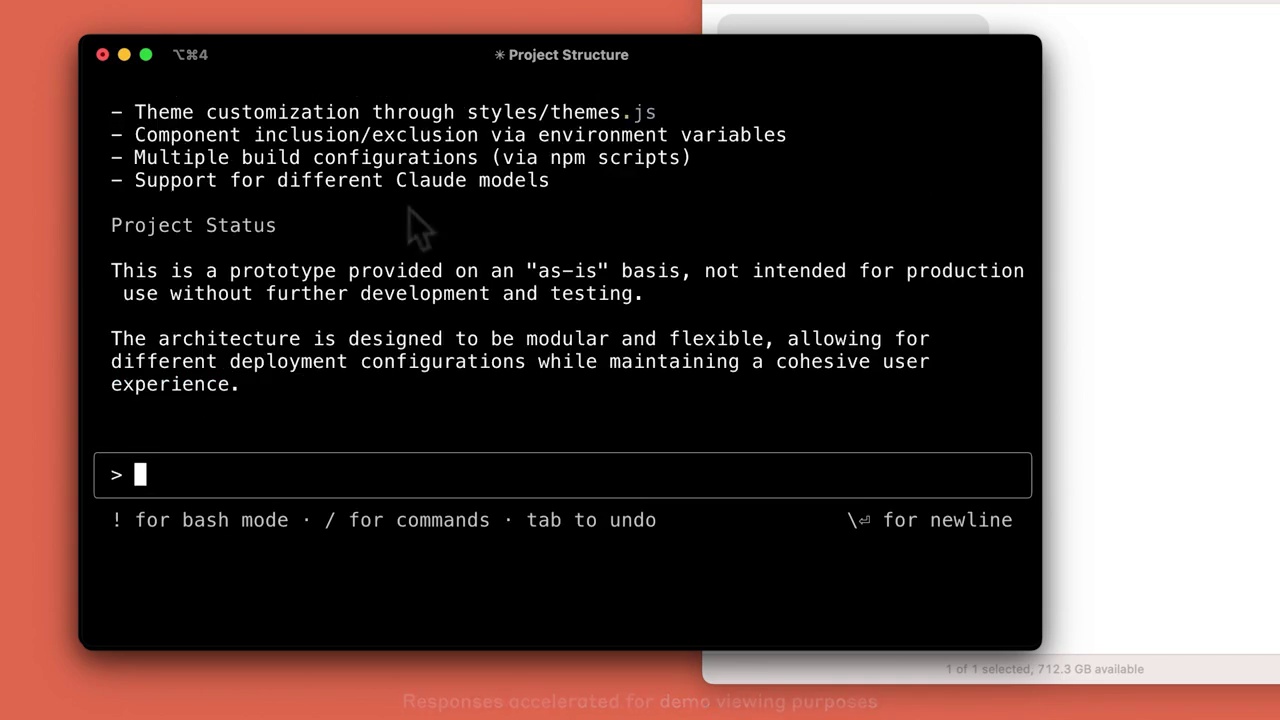 ⌥⌘4
✳ Project Structure
– Theme customization through styles/themes.js
– Component inclusion/exclusion via environment variables
– Multiple build configurations (via npm scripts)
– Support for different Claude models
Project Status
This is a prototype provided on an "as-is" basis, not intended for production
use without further development and testing.
The architecture is designed to be modular and flexible, allowing for
different deployment configurations while maintaining a cohesive user
experience.
>
! for bash mode · / for commands · tab to undo
\⏎ for newline
1 of 1 selected, 712.3 GB available
Responses accelerated for demo viewing purposes